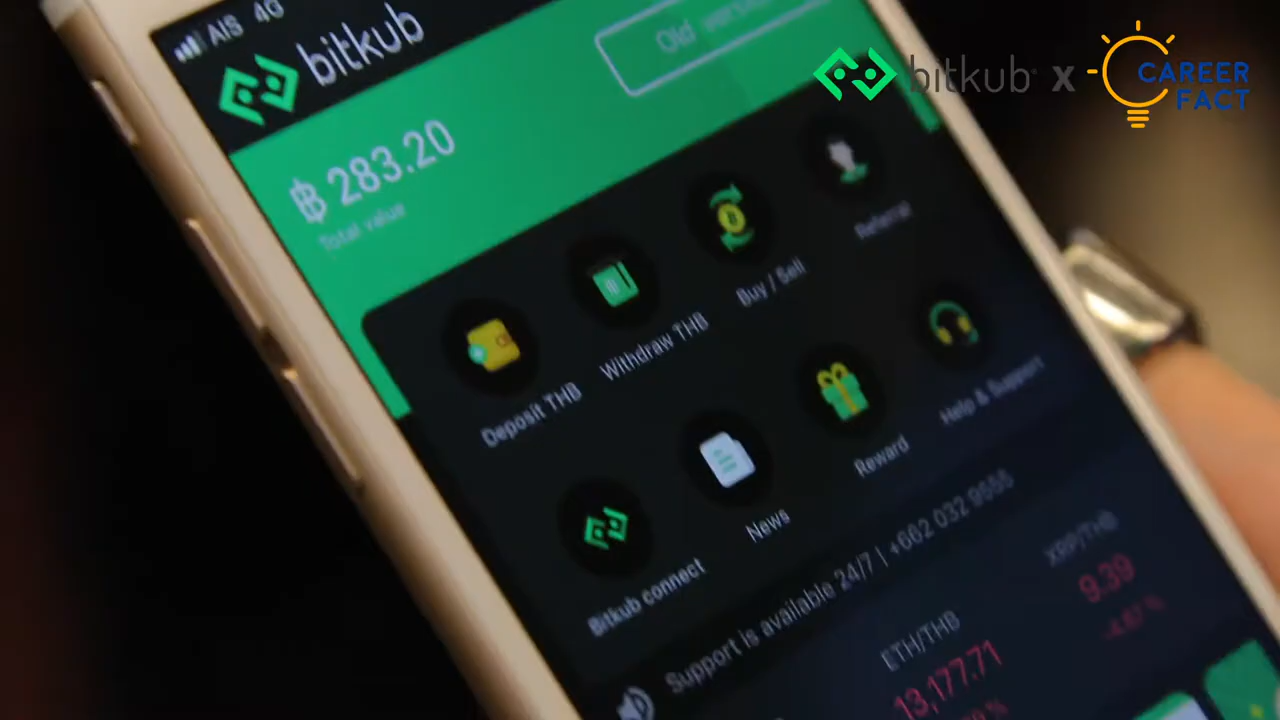 AIS 4G
bitkub
Old version
bitkub x CAREER FACT
฿ 283.20
Total value
Deposit THB
Withdraw THB
Buy / Sell
Referral
Bitkub connect
News
Reward
Help & Support
Support is available 24/7 | +662 032 9555
ETH/THB
13,177.71
XRP/THB
9.39